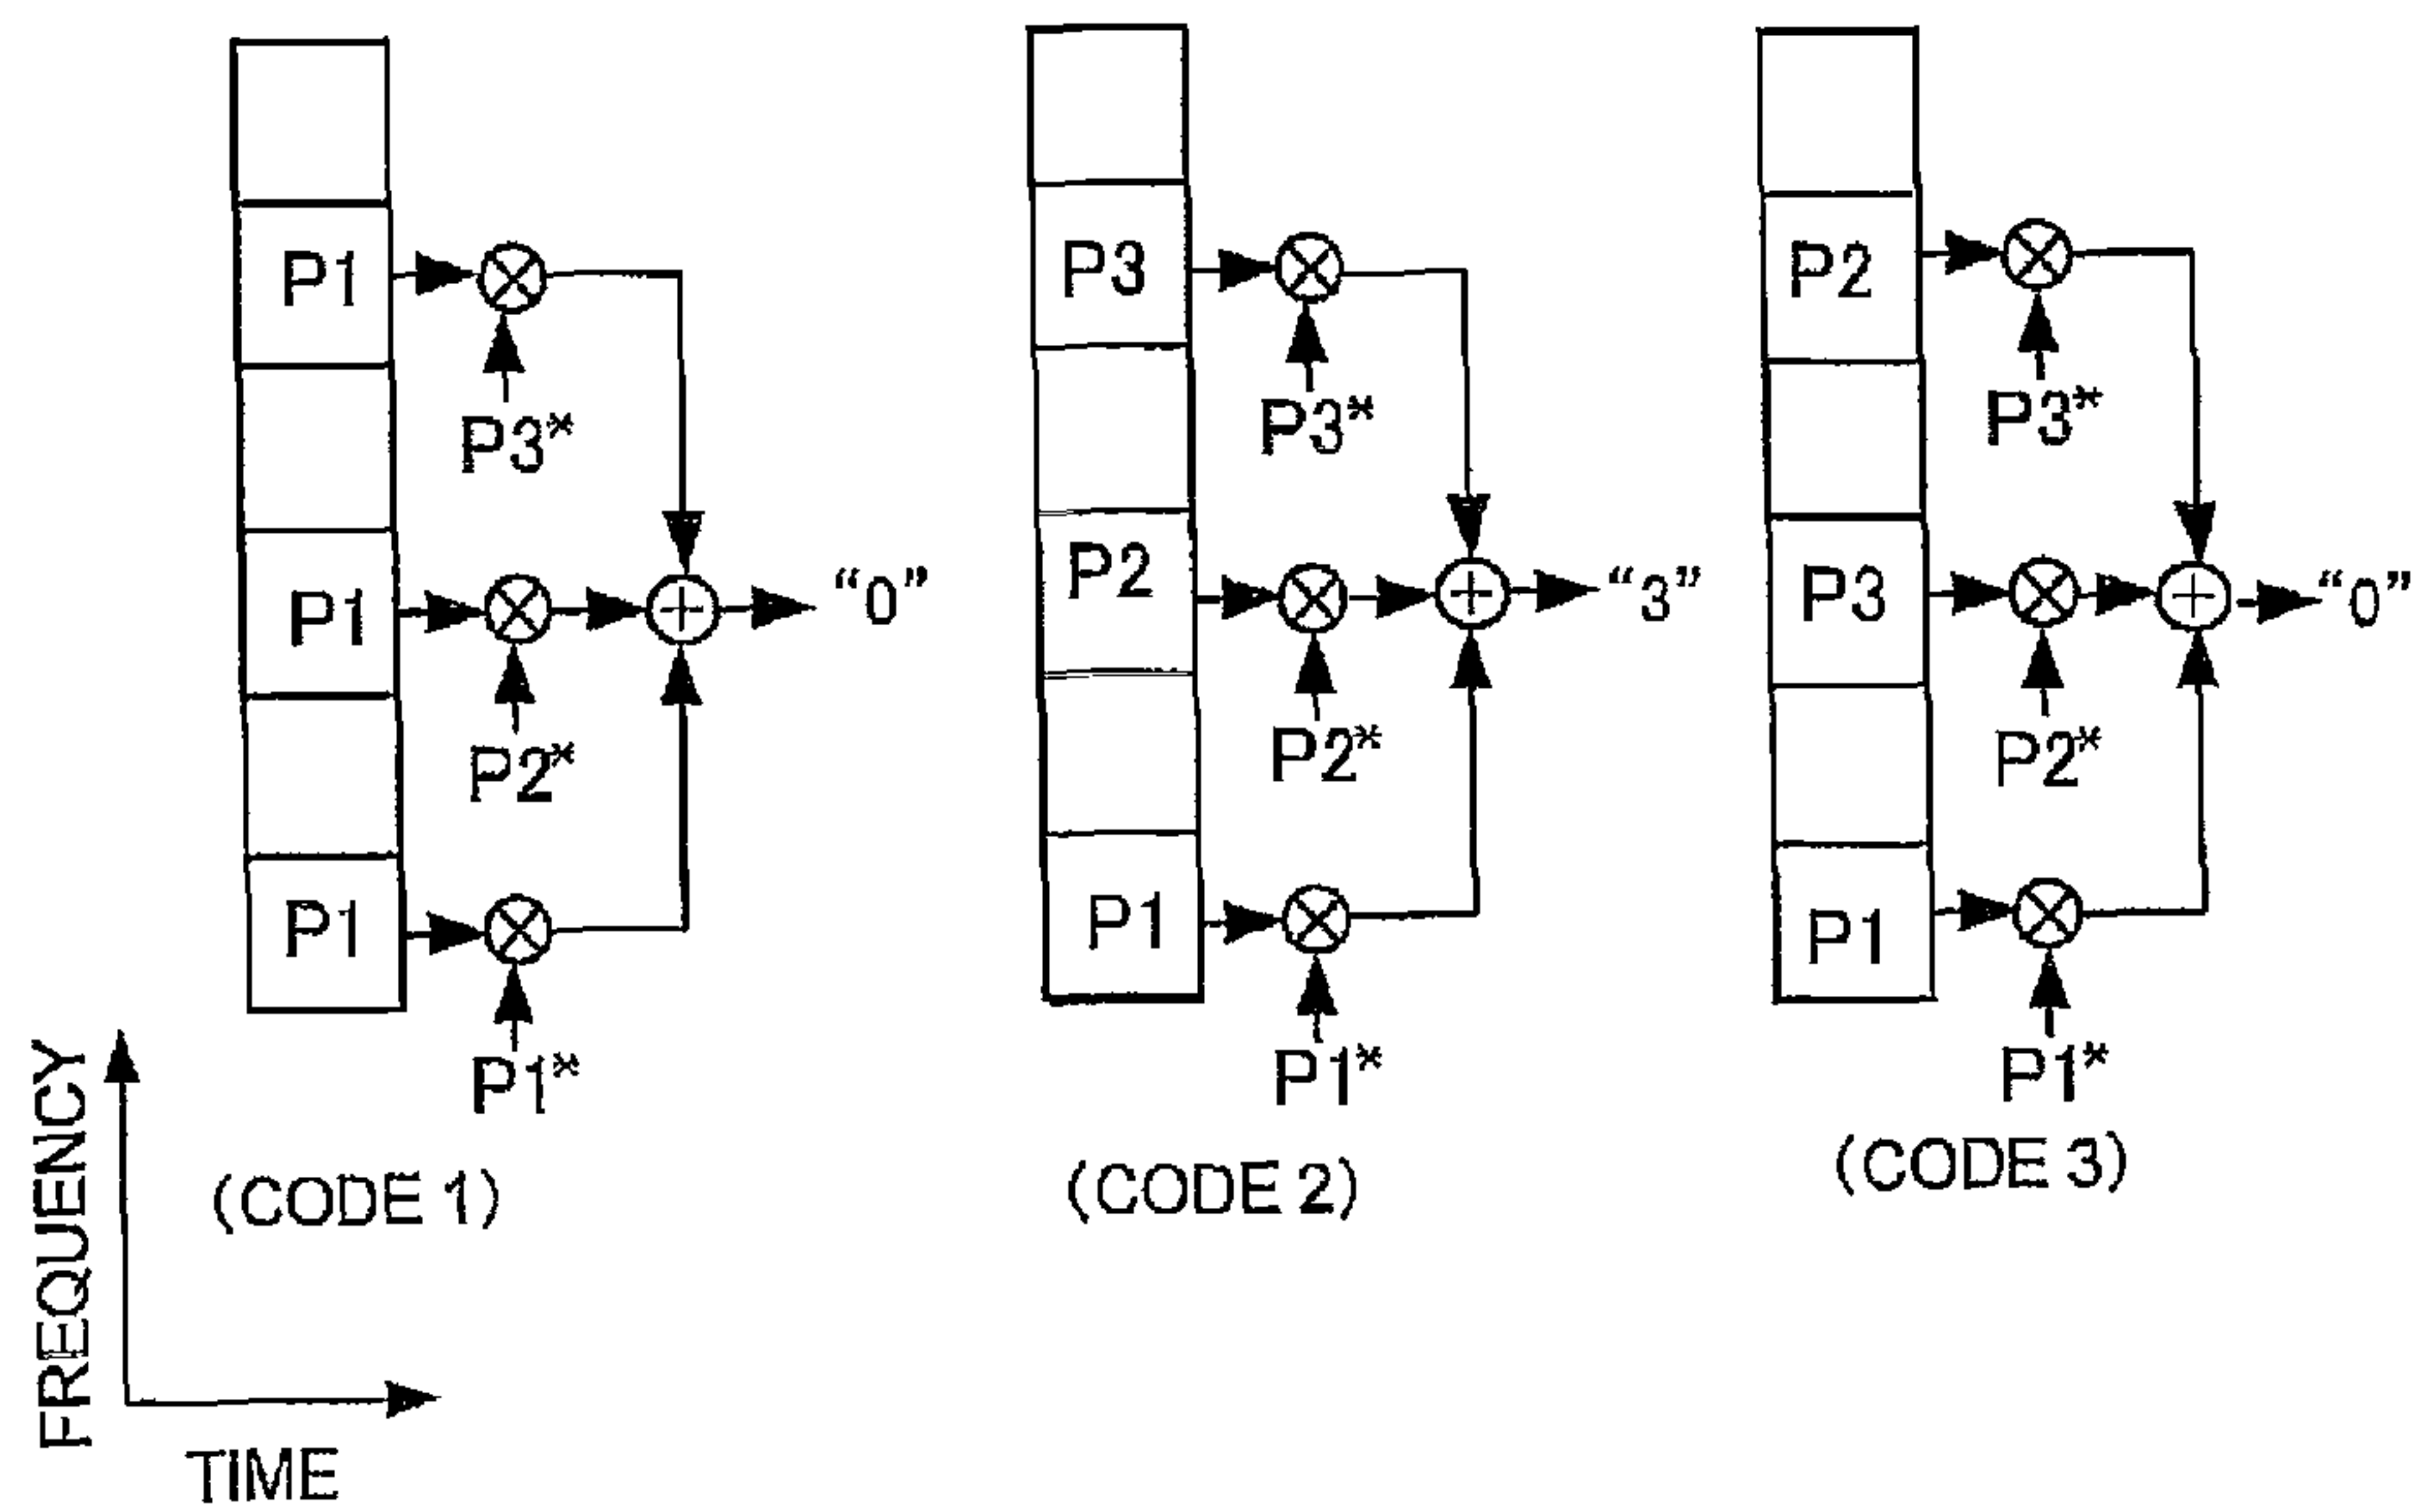 P1
P3*
P1
"0"
P2*
P1
P1*
(CODE 1)
P3
P3*
P2
"3"
P2*
P1
P1*
(CODE 2)
P2
P3*
P3
"0"
P2*
P1
P1*
(CODE 3)
FREQUENCY
TIME